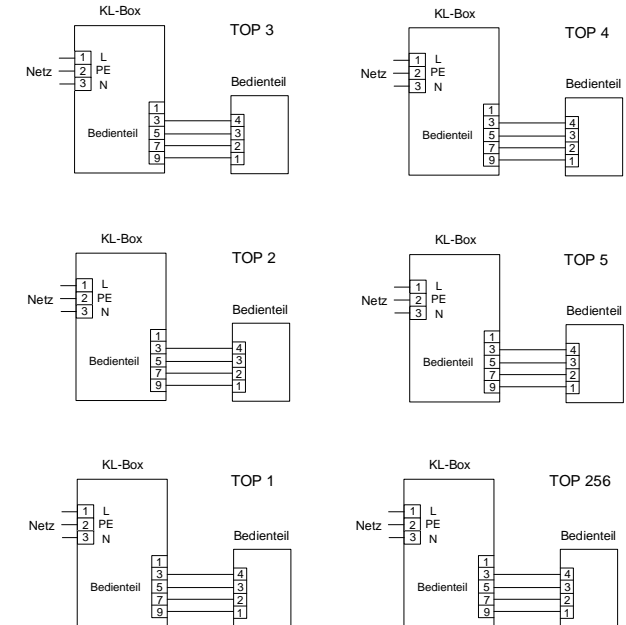 KL-Box
TOP 3
1 L
Netz 2 PE
3 N
Bedienteil
1
3 4
Bedienteil 5 3
7 2
9 1
KL-Box
TOP 4
1 L
Netz 2 PE
3 N
Bedienteil
1
3 4
Bedienteil 5 3
7 2
9 1
KL-Box
TOP 2
1 L
Netz 2 PE
3 N
Bedienteil
1
3 4
Bedienteil 5 3
7 2
9 1
KL-Box
TOP 5
1 L
Netz 2 PE
3 N
Bedienteil
1
3 4
Bedienteil 5 3
7 2
9 1
KL-Box
TOP 1
1 L
Netz 2 PE
3 N
Bedienteil
1
3 4
Bedienteil 5 3
7 2
9 1
KL-Box
TOP 256
1 L
Netz 2 PE
3 N
Bedienteil
1
3 4
Bedienteil 5 3
7 2
9 1